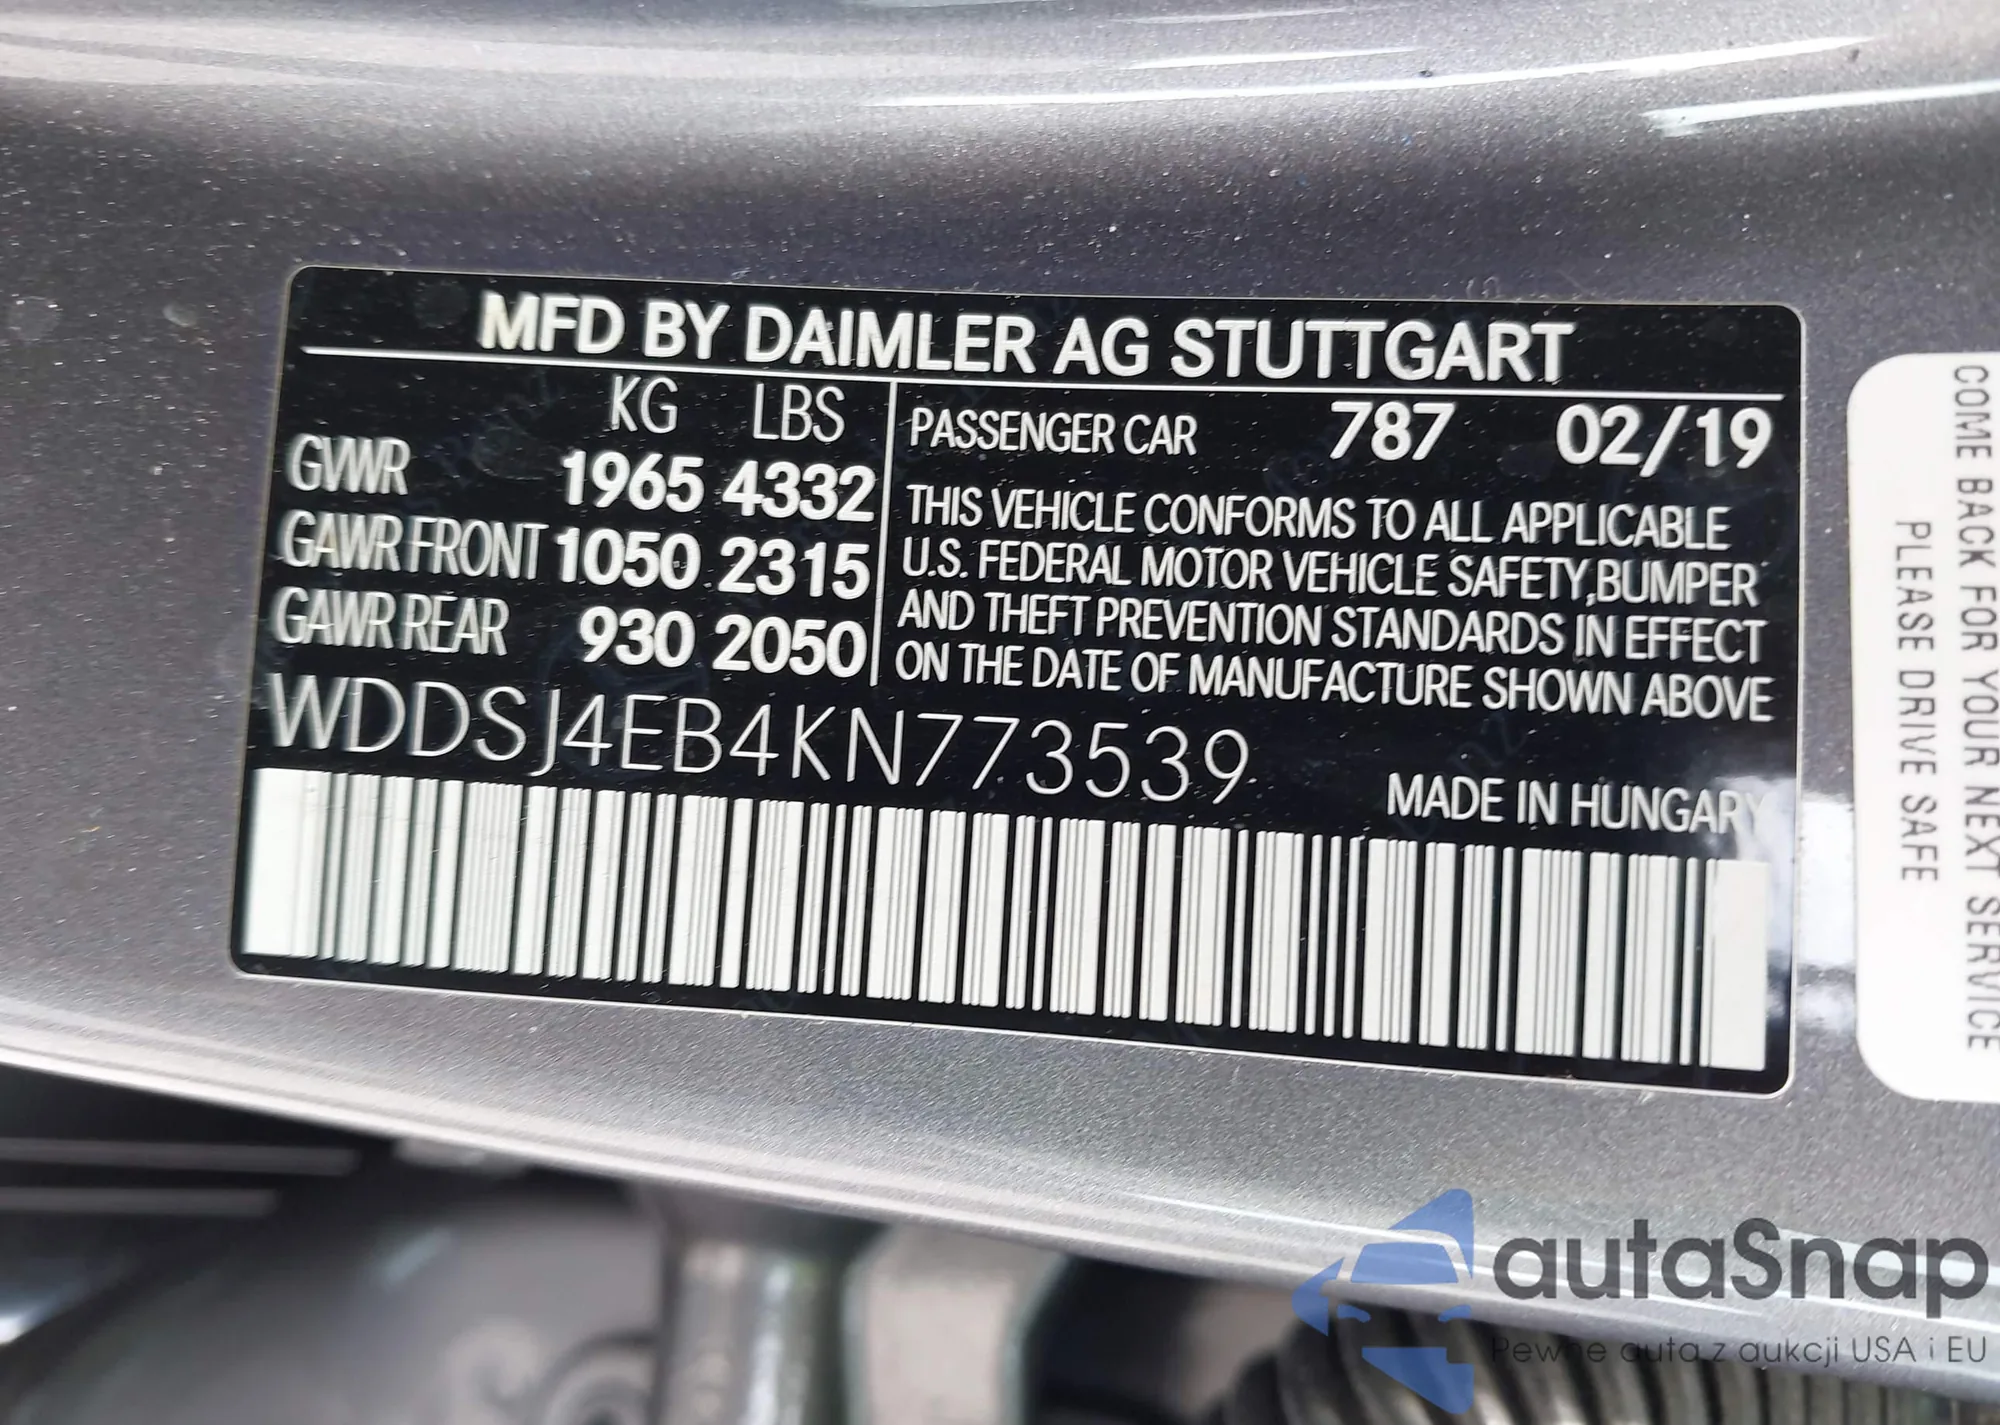 MFD BY DAIMLER AG STUTTGART
KG LBS
GVWR 1965 4332
GAWR FRONT 1050 2315
GAWR REAR 930 2050
PASSENGER CAR 787 02/19
THIS VEHICLE CONFORMS TO ALL APPLICABLE
U.S. FEDERAL MOTOR VEHICLE SAFETY,BUMPER
AND THEFT PREVENTION STANDARDS IN EFFECT
ON THE DATE OF MANUFACTURE SHOWN ABOVE
WDDSJ4EB4KN773539
MADE IN HUNGARY
COME BACK FOR YOUR NEXT SERVICE
PLEASE DRIVE SAFE
autaSnap
Pewne auta z aukcji USA i EU